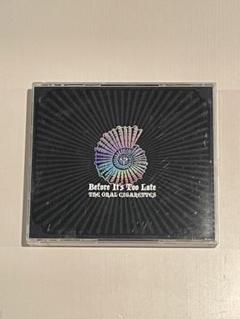 Before It's Too Late
THE ORAL CIGARETTES